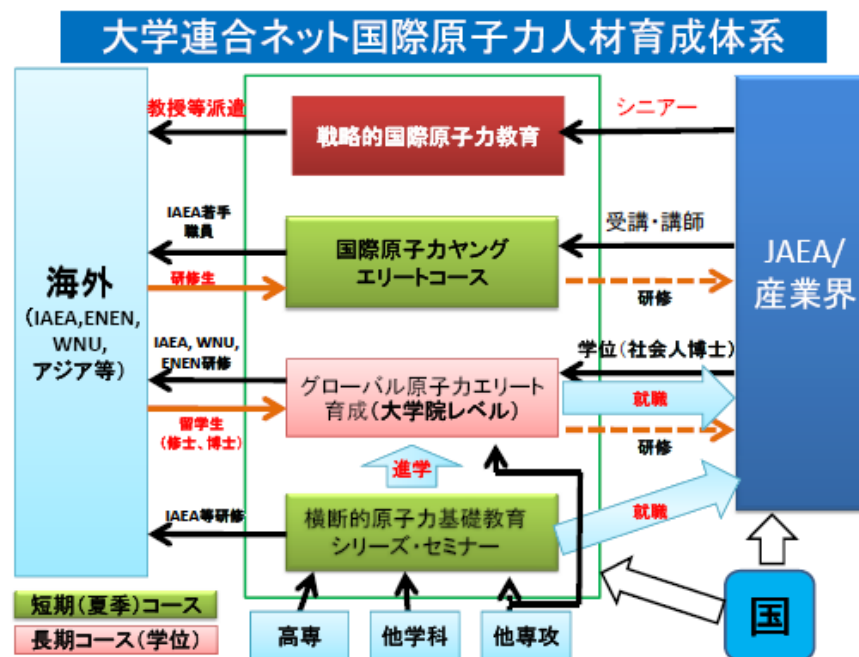 大学連合ネット国際原子力人材育成体系
教授等派遣
戦略的国際原子力教育
シニアー
IAEA若手
職員
国際原子力ヤング
エリートコース
受講・講師
研修生
研修
海外
(IAEA,ENEN,
WNU,
アジア等)
JAEA/
産業界
IAEA, WNU,
ENEN研修
グローバル原子力エリート
育成(大学院レベル)
学位(社会人博士)
就職
留学生
(修士、博士)
研修
進学
IAEA等研修
横断的原子力基礎教育
シリーズ・セミナー
就職
短期(夏季)コース
長期コース(学位)
高専
他学科
他専攻
国